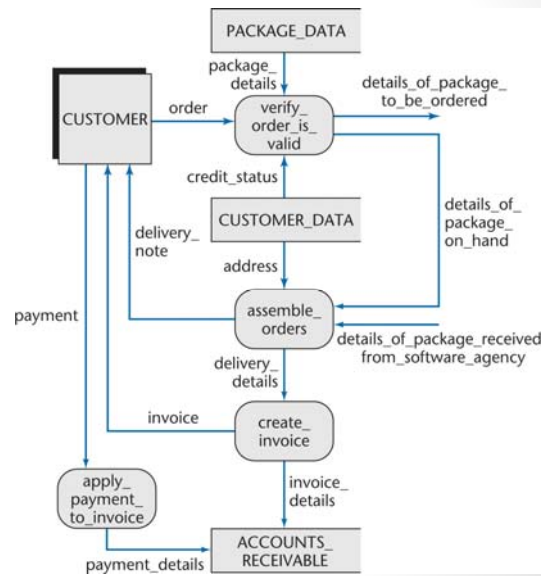 PACKAGE_DATA
package_
details
details_of_package_
to_be_ordered
CUSTOMER
order
verify_
order_is_
valid
credit_status
CUSTOMER_DATA
delivery_
note
details_of_
package_
on_hand
address
payment
assemble_
orders
details_of_package_received
from_software_agency
delivery_
details
invoice
create_
invoice
apply_
payment_
to_invoice
invoice_
details
payment_details
ACCOUNTS_
RECEIVABLE